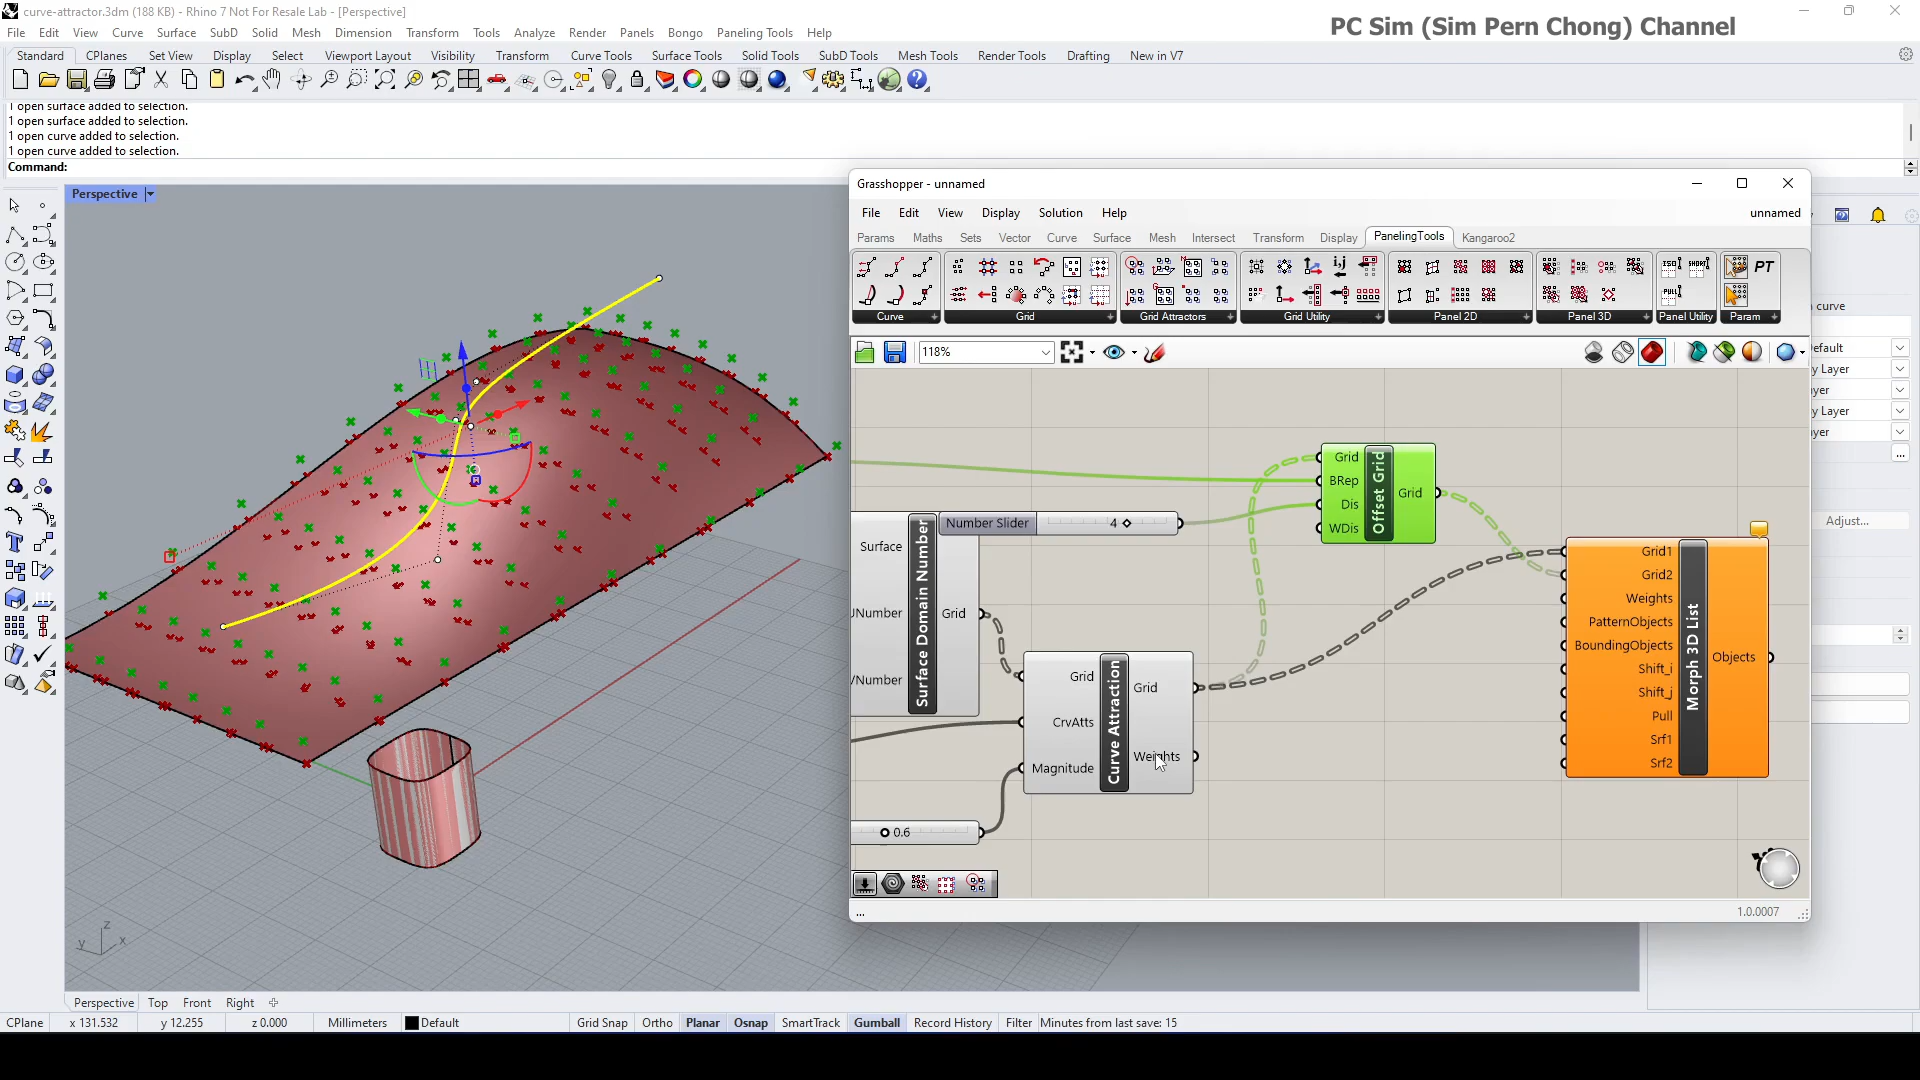 curve-attractor.3dm (188 KB) - Rhino 7 Not For Resale Lab - [Perspective]
PC Sim (Sim Pern Chong) Channel
File Edit View Curve Surface SubD Solid Mesh Dimension Transform Tools Analyze Render Panels Bongo Paneling Tools Help
Standard CPlanes Set View Display Select Viewport Layout Visibility Transform Curve Tools Surface Tools Solid Tools SubD Tools Mesh Tools Render Tools Drafting New in V7
1 open surface added to selection.
1 open surface added to selection.
1 open curve added to selection.
1 open curve added to selection.
Command:
Perspective
Grasshopper - unnamed
File Edit View Display Solution Help unnamed
Params Maths Sets Vector Curve Surface Mesh Intersect Transform Display PanelingTools Kangaroo2
i,j ISO SHORT PT
PULL
Curve Grid Grid Attractors Grid Utility Panel 2D Panel 3D Panel Utility Param
118%
curve
efault
y Layer
yer
y Layer
yer
...
Adjust...
Grid
BRep
Dis
WDis
Offset Grid
Grid
Number Slider 4
Surface
UNumber
VNumber
Surface Domain Number
Grid
Grid
CrvAtts
Magnitude
Curve Attraction
Grid
Weights
0.6
Grid1
Grid2
Weights
PatternObjects
BoundingObjects
Shift_i
Shift_j
Pull
Srf1
Srf2
Morph 3D List
Objects
...
1.0.0007
z
y x
Perspective Top Front Right
CPlane x 131.532 y 12.255 z 0.000 Millimeters Default Grid Snap Ortho Planar Osnap SmartTrack Gumball Record History Filter Minutes from last save: 15